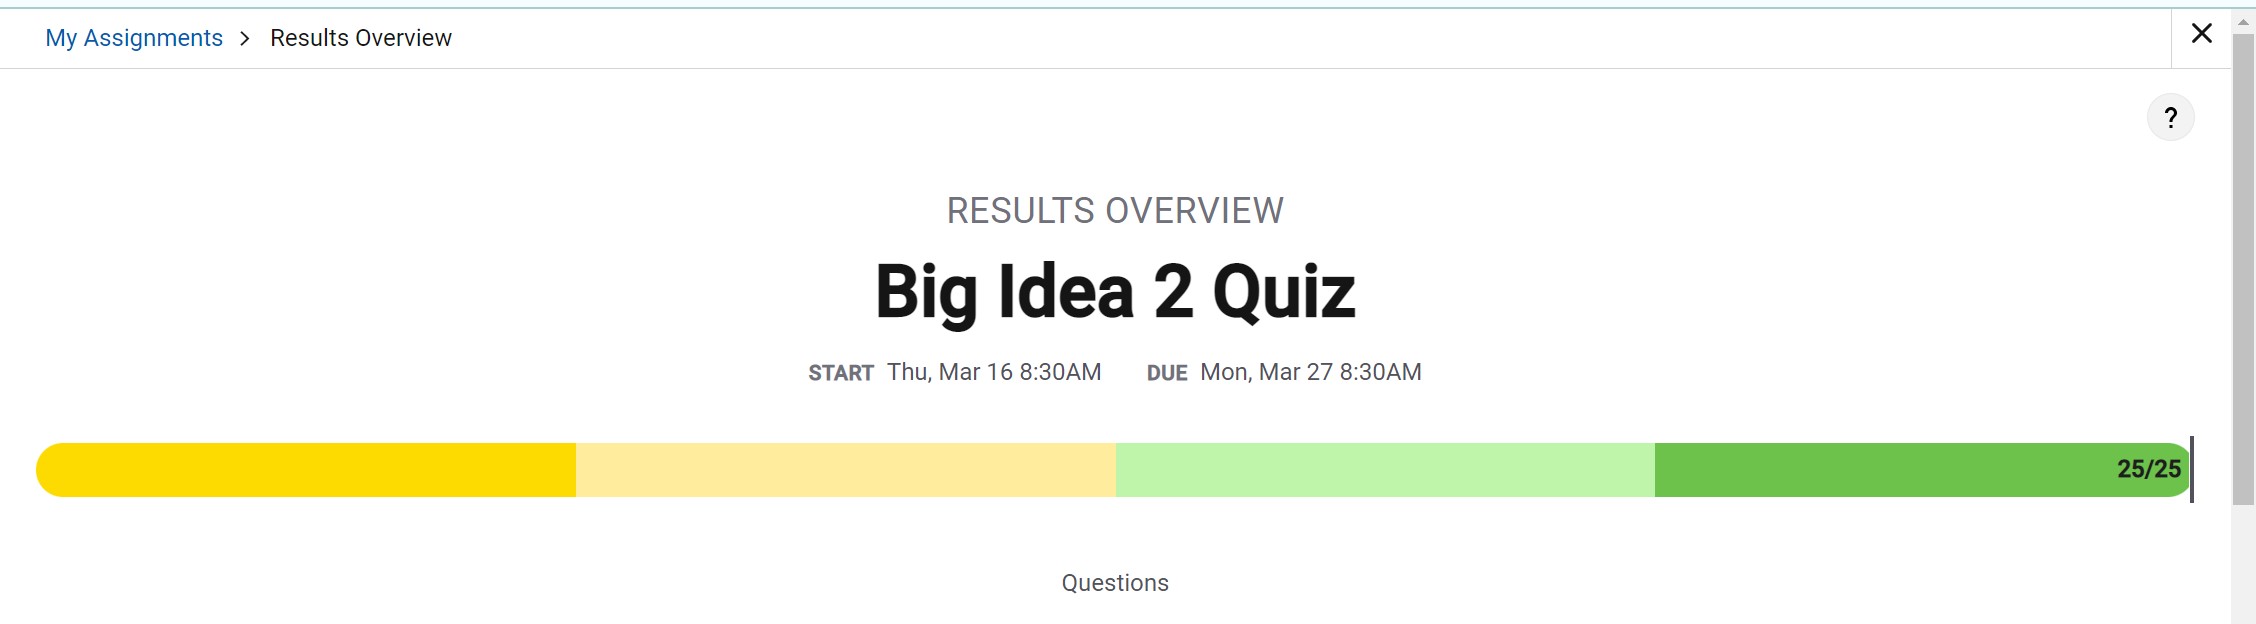 My Assignments > Results Overview
?
RESULTS OVERVIEW
Big Idea 2 Quiz
START Thu, Mar 16 8:30AM DUE Mon, Mar 27 8:30AM
25/25
Questions